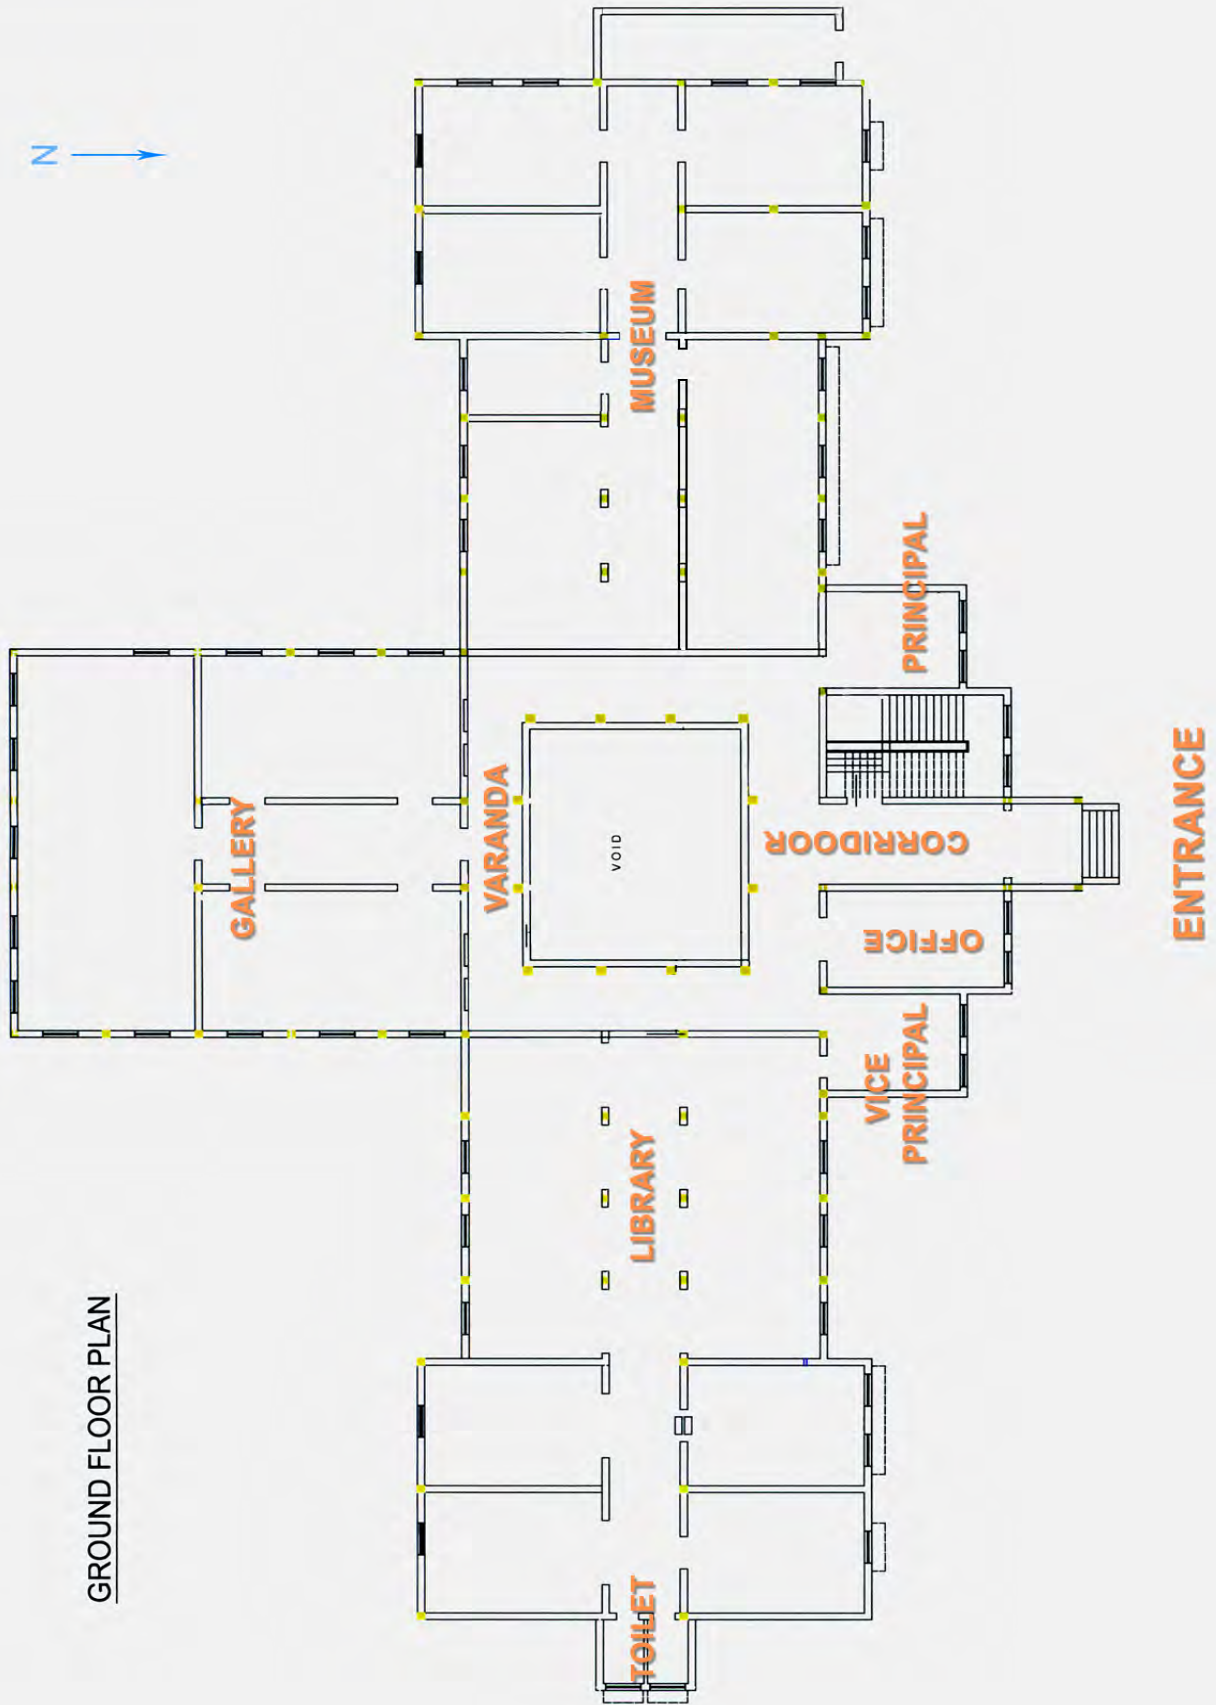 GROUND FLOOR PLAN
N
GALLERY
VARANDA
VOID
TOILET
LIBRARY
MUSEUM
CORRIDOOR
VICE
PRINCIPAL
OFFICE
PRINCIPAL
ENTRANCE